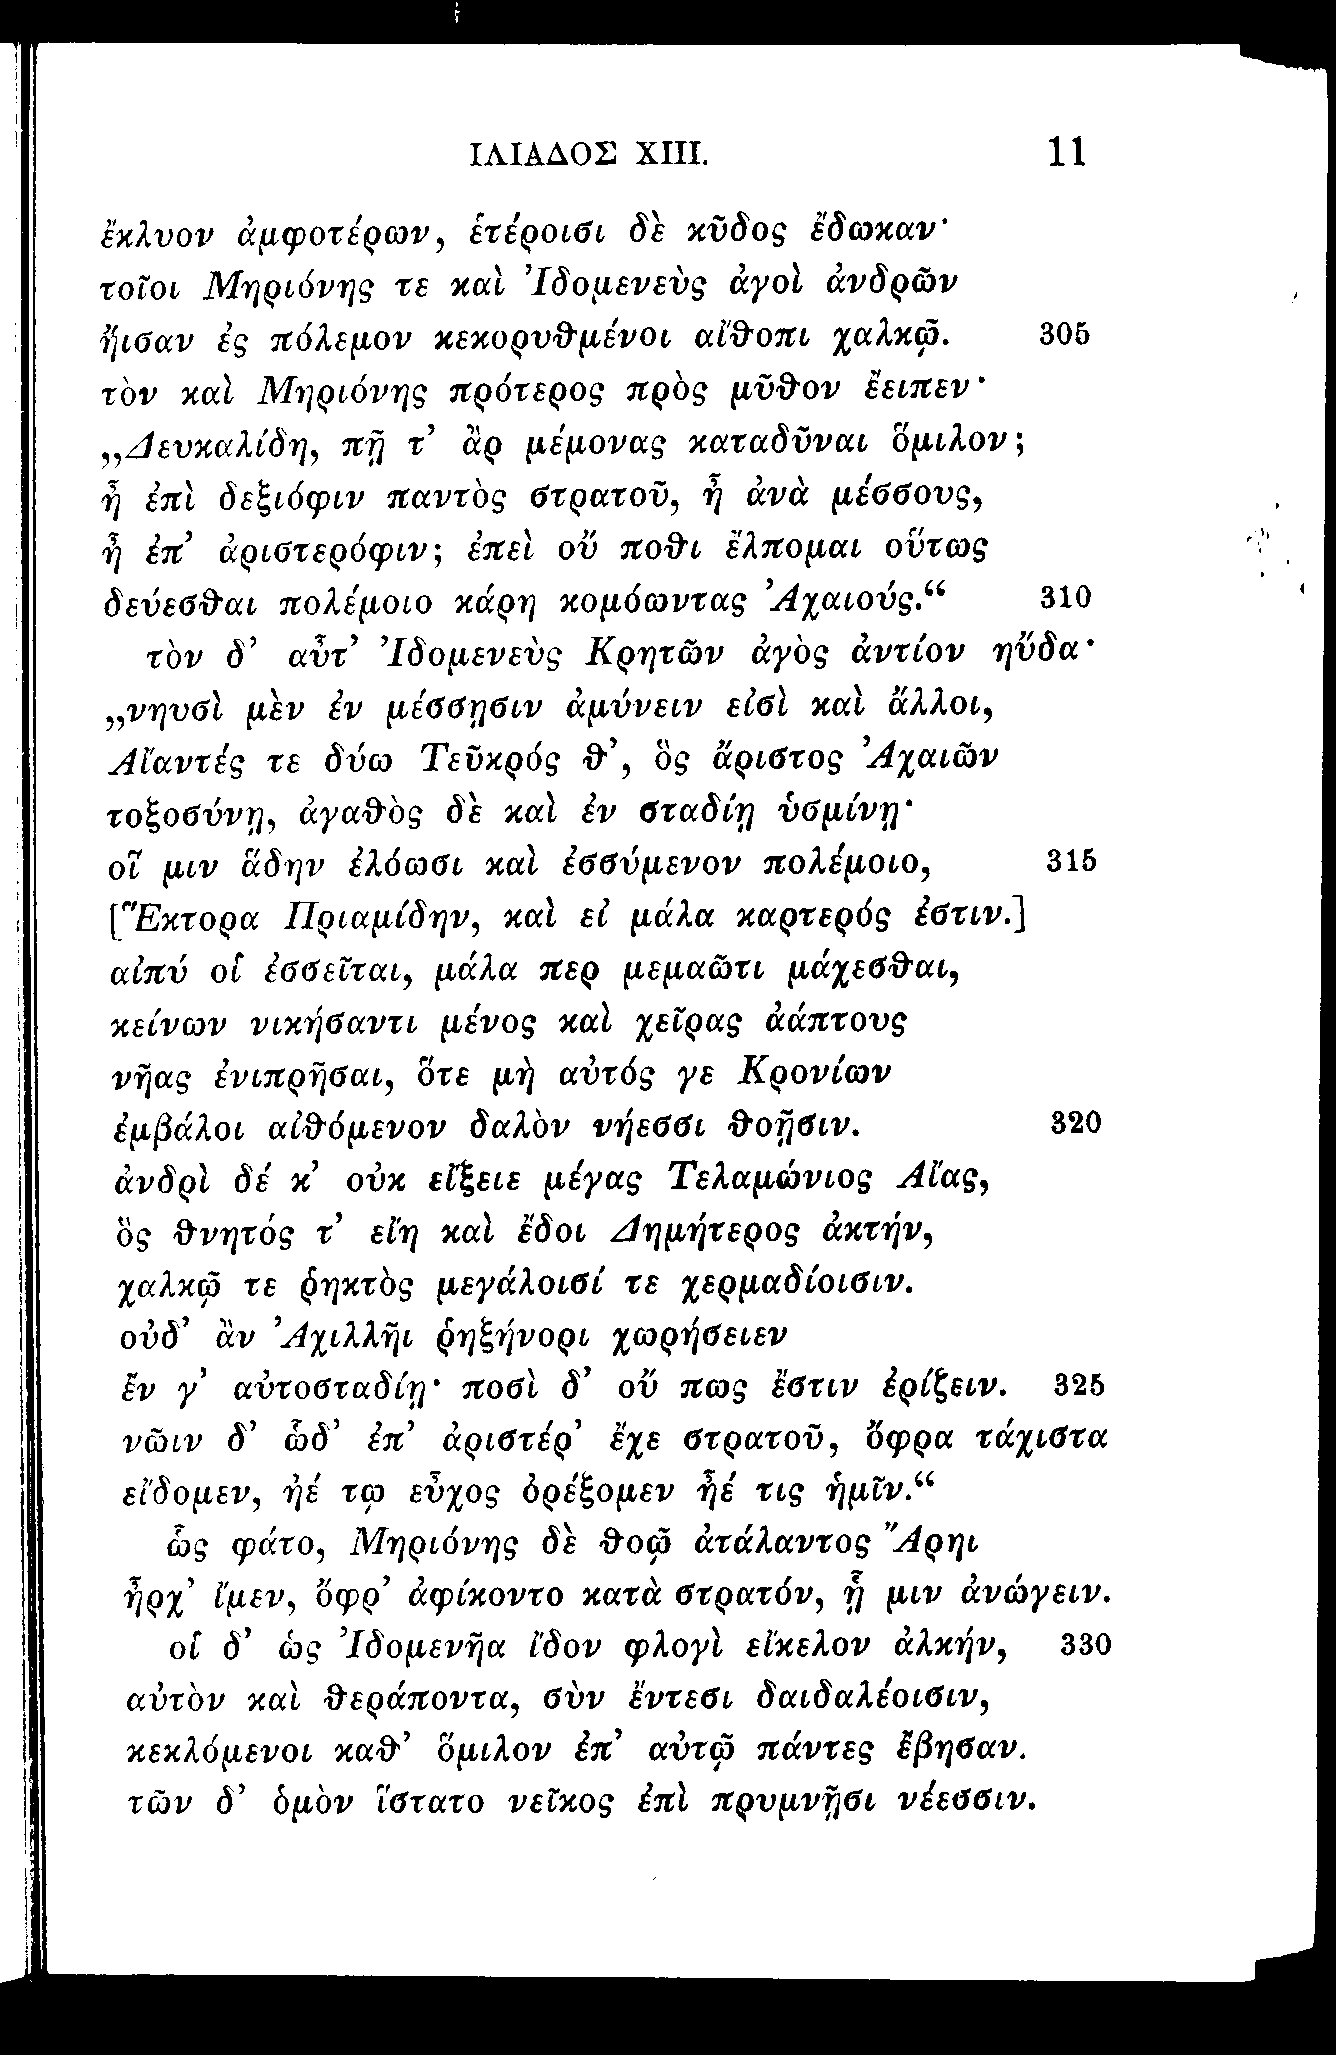 ΙΛΙΑΔΟΣ XIII. 11
ἔκλυον ἀμφοτέρων, ἑτέροισι δὲ κῦδος ἔδωκαν·
τοῖοι Μηριόνης τε καὶ Ἰδομενεὺς ἀγοὶ ἀνδρῶν
ἤισαν ἐς πόλεμον κεκορυθμένοι αἴθοπι χαλκῷ. 305
τὸν καὶ Μηριόνης πρότερος πρὸς μῦθον ἔειπεν·
„Δευκαλίδη, πῇ τ’ ἂρ μέμονας καταδῦναι ὅμιλον;
ἦ ἐπὶ δεξιόφιν παντὸς στρατοῦ, ἦ ἀνὰ μέσσους,
ἦ ἐπ’ ἀριστερόφιν; ἐπεὶ οὔ ποθι ἔλπομαι οὕτως
δεύεσθαι πολέμοιο κάρη κομόωντας Ἀχαιούς.“ 310
τὸν δ’ αὖτ’ Ἰδομενεὺς Κρητῶν ἀγὸς ἀντίον ηὔδα·
„νηυσὶ μὲν ἐν μέσσῃσιν ἀμύνειν εἰσὶ καὶ ἄλλοι,
Αἴαντές τε δύω Τεῦκρός θ’, ὃς ἄριστος Ἀχαιῶν
τοξοσύνῃ, ἀγαθὸς δὲ καὶ ἐν σταδίῃ ὑσμίνῃ·
οἵ μιν ἅδην ἐλόωσι καὶ ἐσσύμενον πολέμοιο, 315
[Ἕκτορα Πριαμίδην, καὶ εἰ μάλα καρτερός ἐστιν.]
αἰπύ οἱ ἐσσεῖται, μάλα περ μεμαῶτι μάχεσθαι,
κείνων νικήσαντι μένος καὶ χεῖρας ἀάπτους
νῆας ἐνιπρῆσαι, ὅτε μὴ αὐτός γε Κρονίων
ἐμβάλοι αἰθόμενον δαλὸν νήεσσι θοῇσιν. 320
ἀνδρὶ δέ κ’ οὐκ εἴξειε μέγας Τελαμώνιος Αἴας,
ὃς θνητός τ’ εἴη καὶ ἔδοι Δημήτερος ἀκτήν,
χαλκῷ τε ῥηκτὸς μεγάλοισί τε χερμαδίοισιν.
οὐδ’ ἂν Ἀχιλλῆι ῥηξήνορι χωρήσειεν
ἔν γ’ αὐτοσταδίῃ· ποσὶ δ’ οὔ πως ἔστιν ἐρίζειν. 325
νῶιν δ’ ὧδ’ ἐπ’ ἀριστέρ’ ἔχε στρατοῦ, ὄφρα τάχιστα
εἴδομεν, ἠέ τῳ εὖχος ὀρέξομεν ἦέ τις ἡμῖν.“
ὣς φάτο, Μηριόνης δὲ θοῷ ἀτάλαντος Ἄρηι
ἦρχ’ ἴμεν, ὄφρ’ ἀφίκοντο κατὰ στρατόν, ᾗ μιν ἀνώγειν.
οἱ δ’ ὡς Ἰδομενῆα ἴδον φλογὶ εἴκελον ἀλκήν, 330
αὐτὸν καὶ θεράποντα, σὺν ἔντεσι δαιδαλέοισιν,
κεκλόμενοι καθ’ ὅμιλον ἐπ’ αὐτῷ πάντες ἔβησαν.
τῶν δ’ ὁμὸν ἵστατο νεῖκος ἐπὶ πρυμνῇσι νέεσσιν.